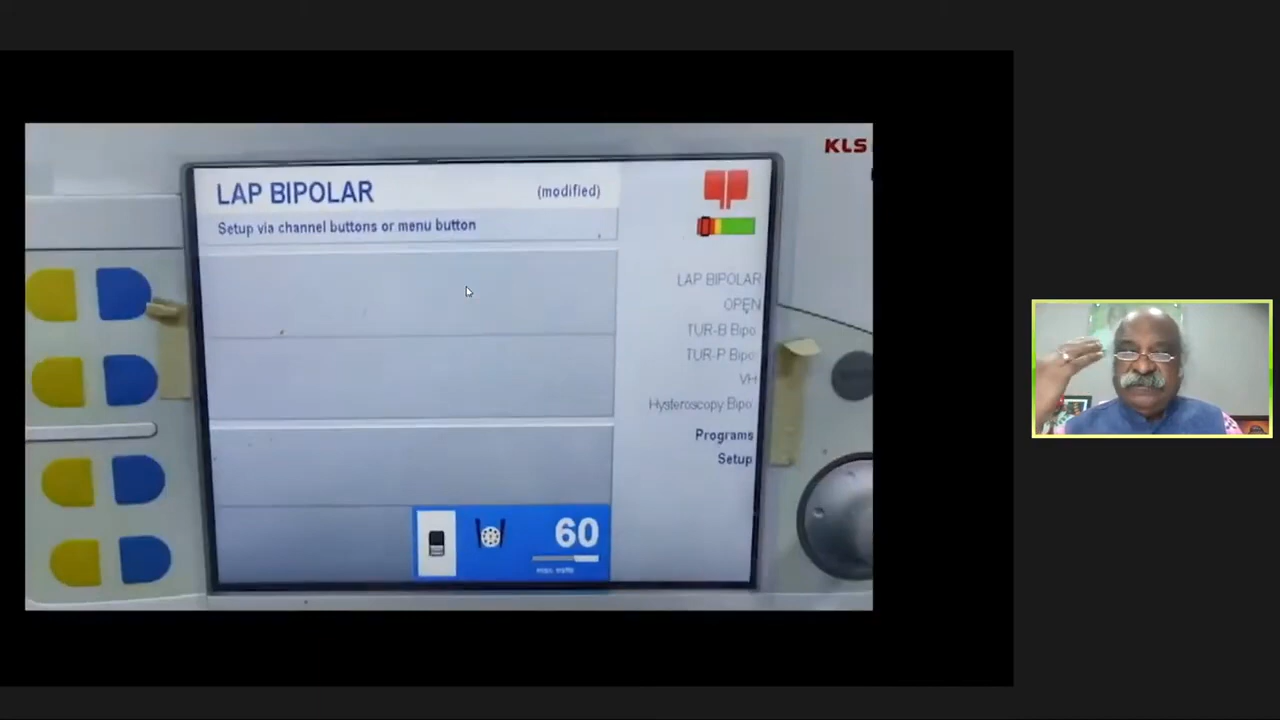 KLS
LAP BIPOLAR
(modified)
Setup via channel buttons or menu button
LAP BIPOLAR
OPEN
TUR-B Bipo
TUR-P Bipo
VH
Hysteroscopy Bipo
Programs
Setup
60